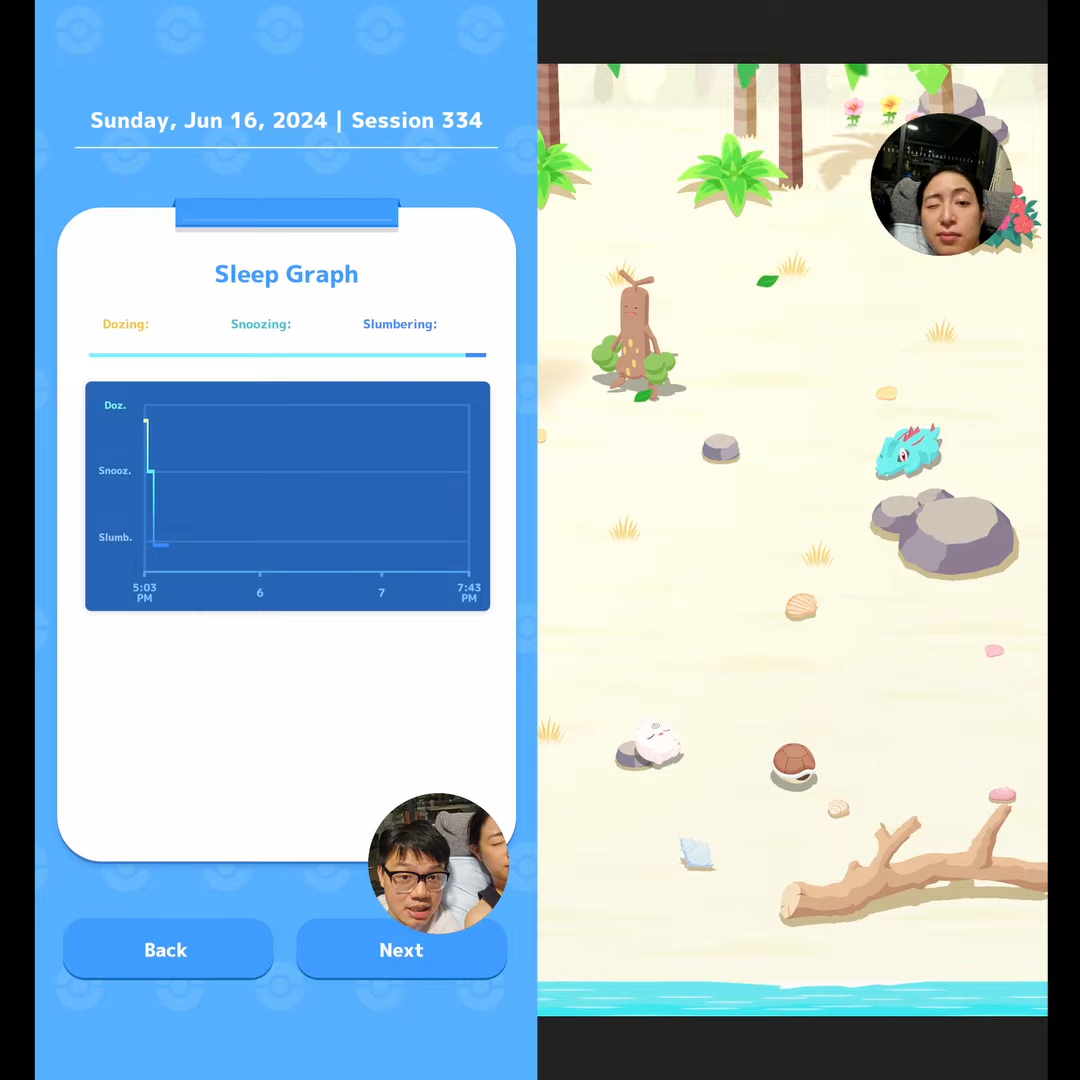 Sunday, Jun 16, 2024 | Session 334
Sleep Graph
Dozing: Snoozing: Slumbering:
Doz.
Snooz.
Slumb.
5:03 PM 6 7 7:43 PM
Back Next